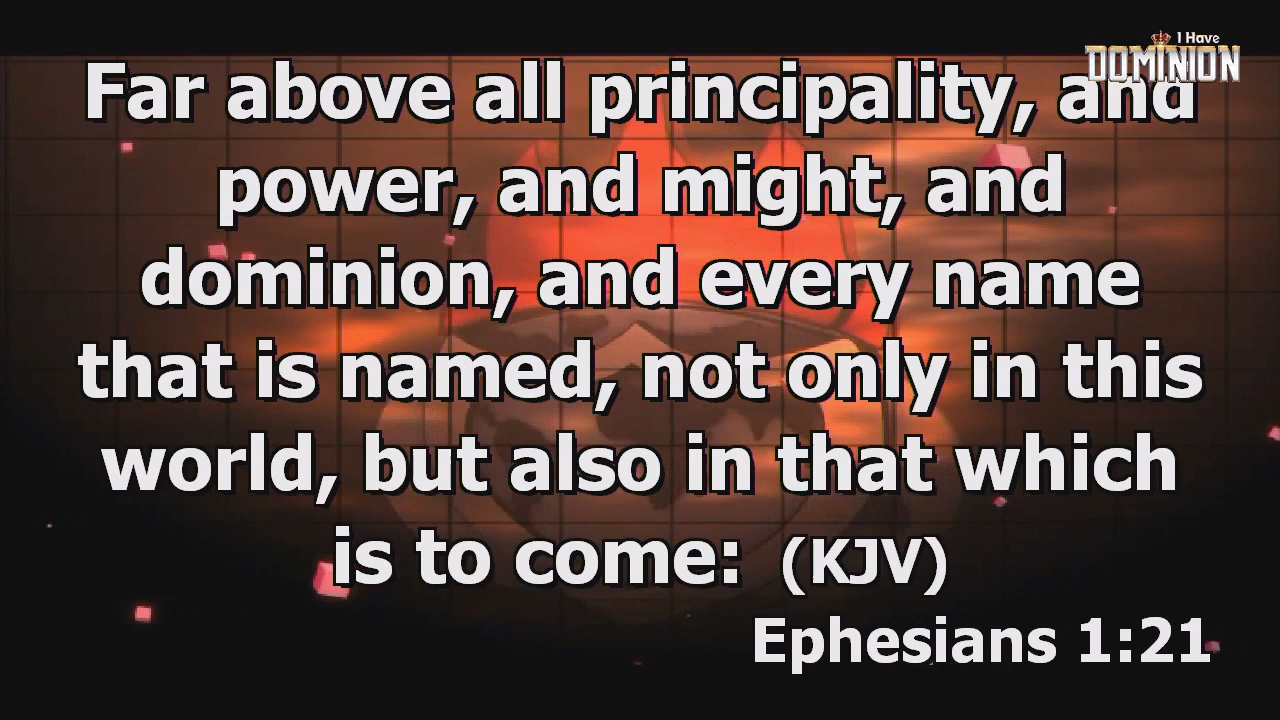 I Have
DOMINION
Far above all principality, and
power, and might, and
dominion, and every name
that is named, not only in this
world, but also in that which
is to come: (KJV)
Ephesians 1:21